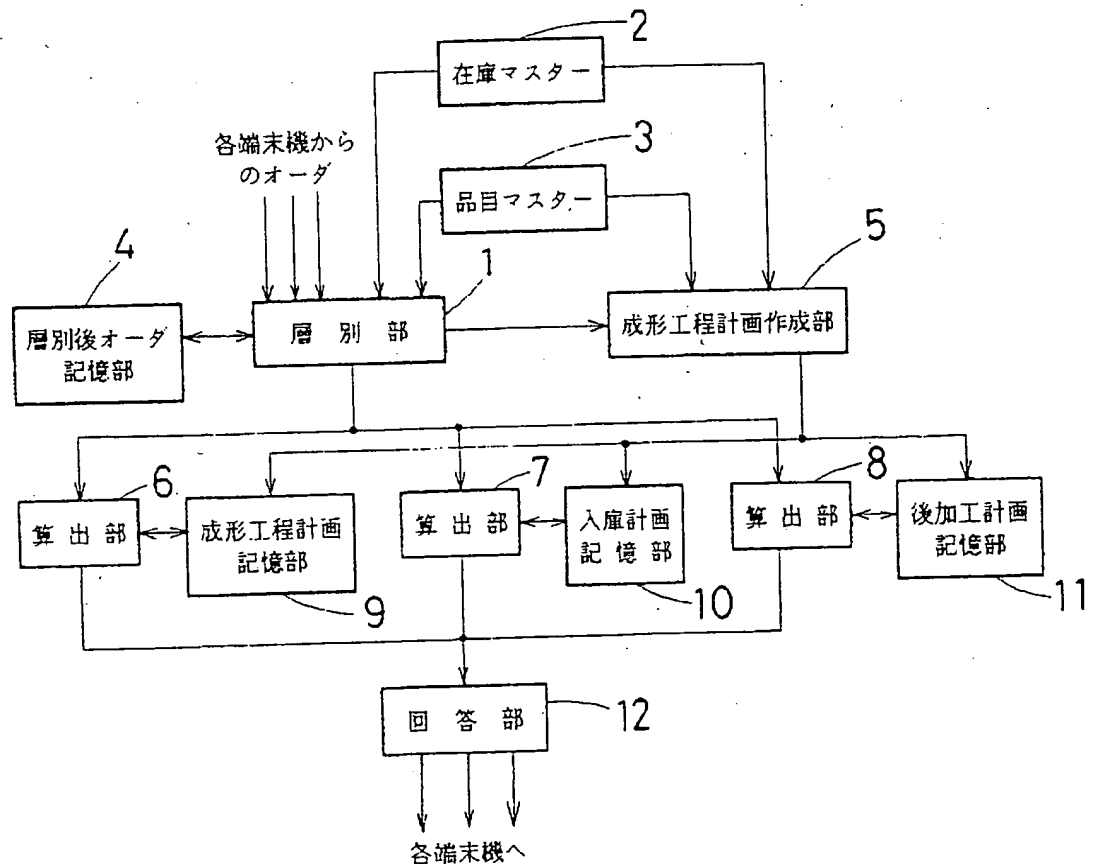 2
在庫マスター
各端末機から
のオーダ
3
品目マスター
4
1
5
層別後オーダ
記憶部
層別部
成形工程計画作成部
6
7
8
算出部
成形工程計画
記憶部
算出部
入庫計画
記憶部
算出部
後加工計画
記憶部
9
10
11
回答部
12
各端末機へ